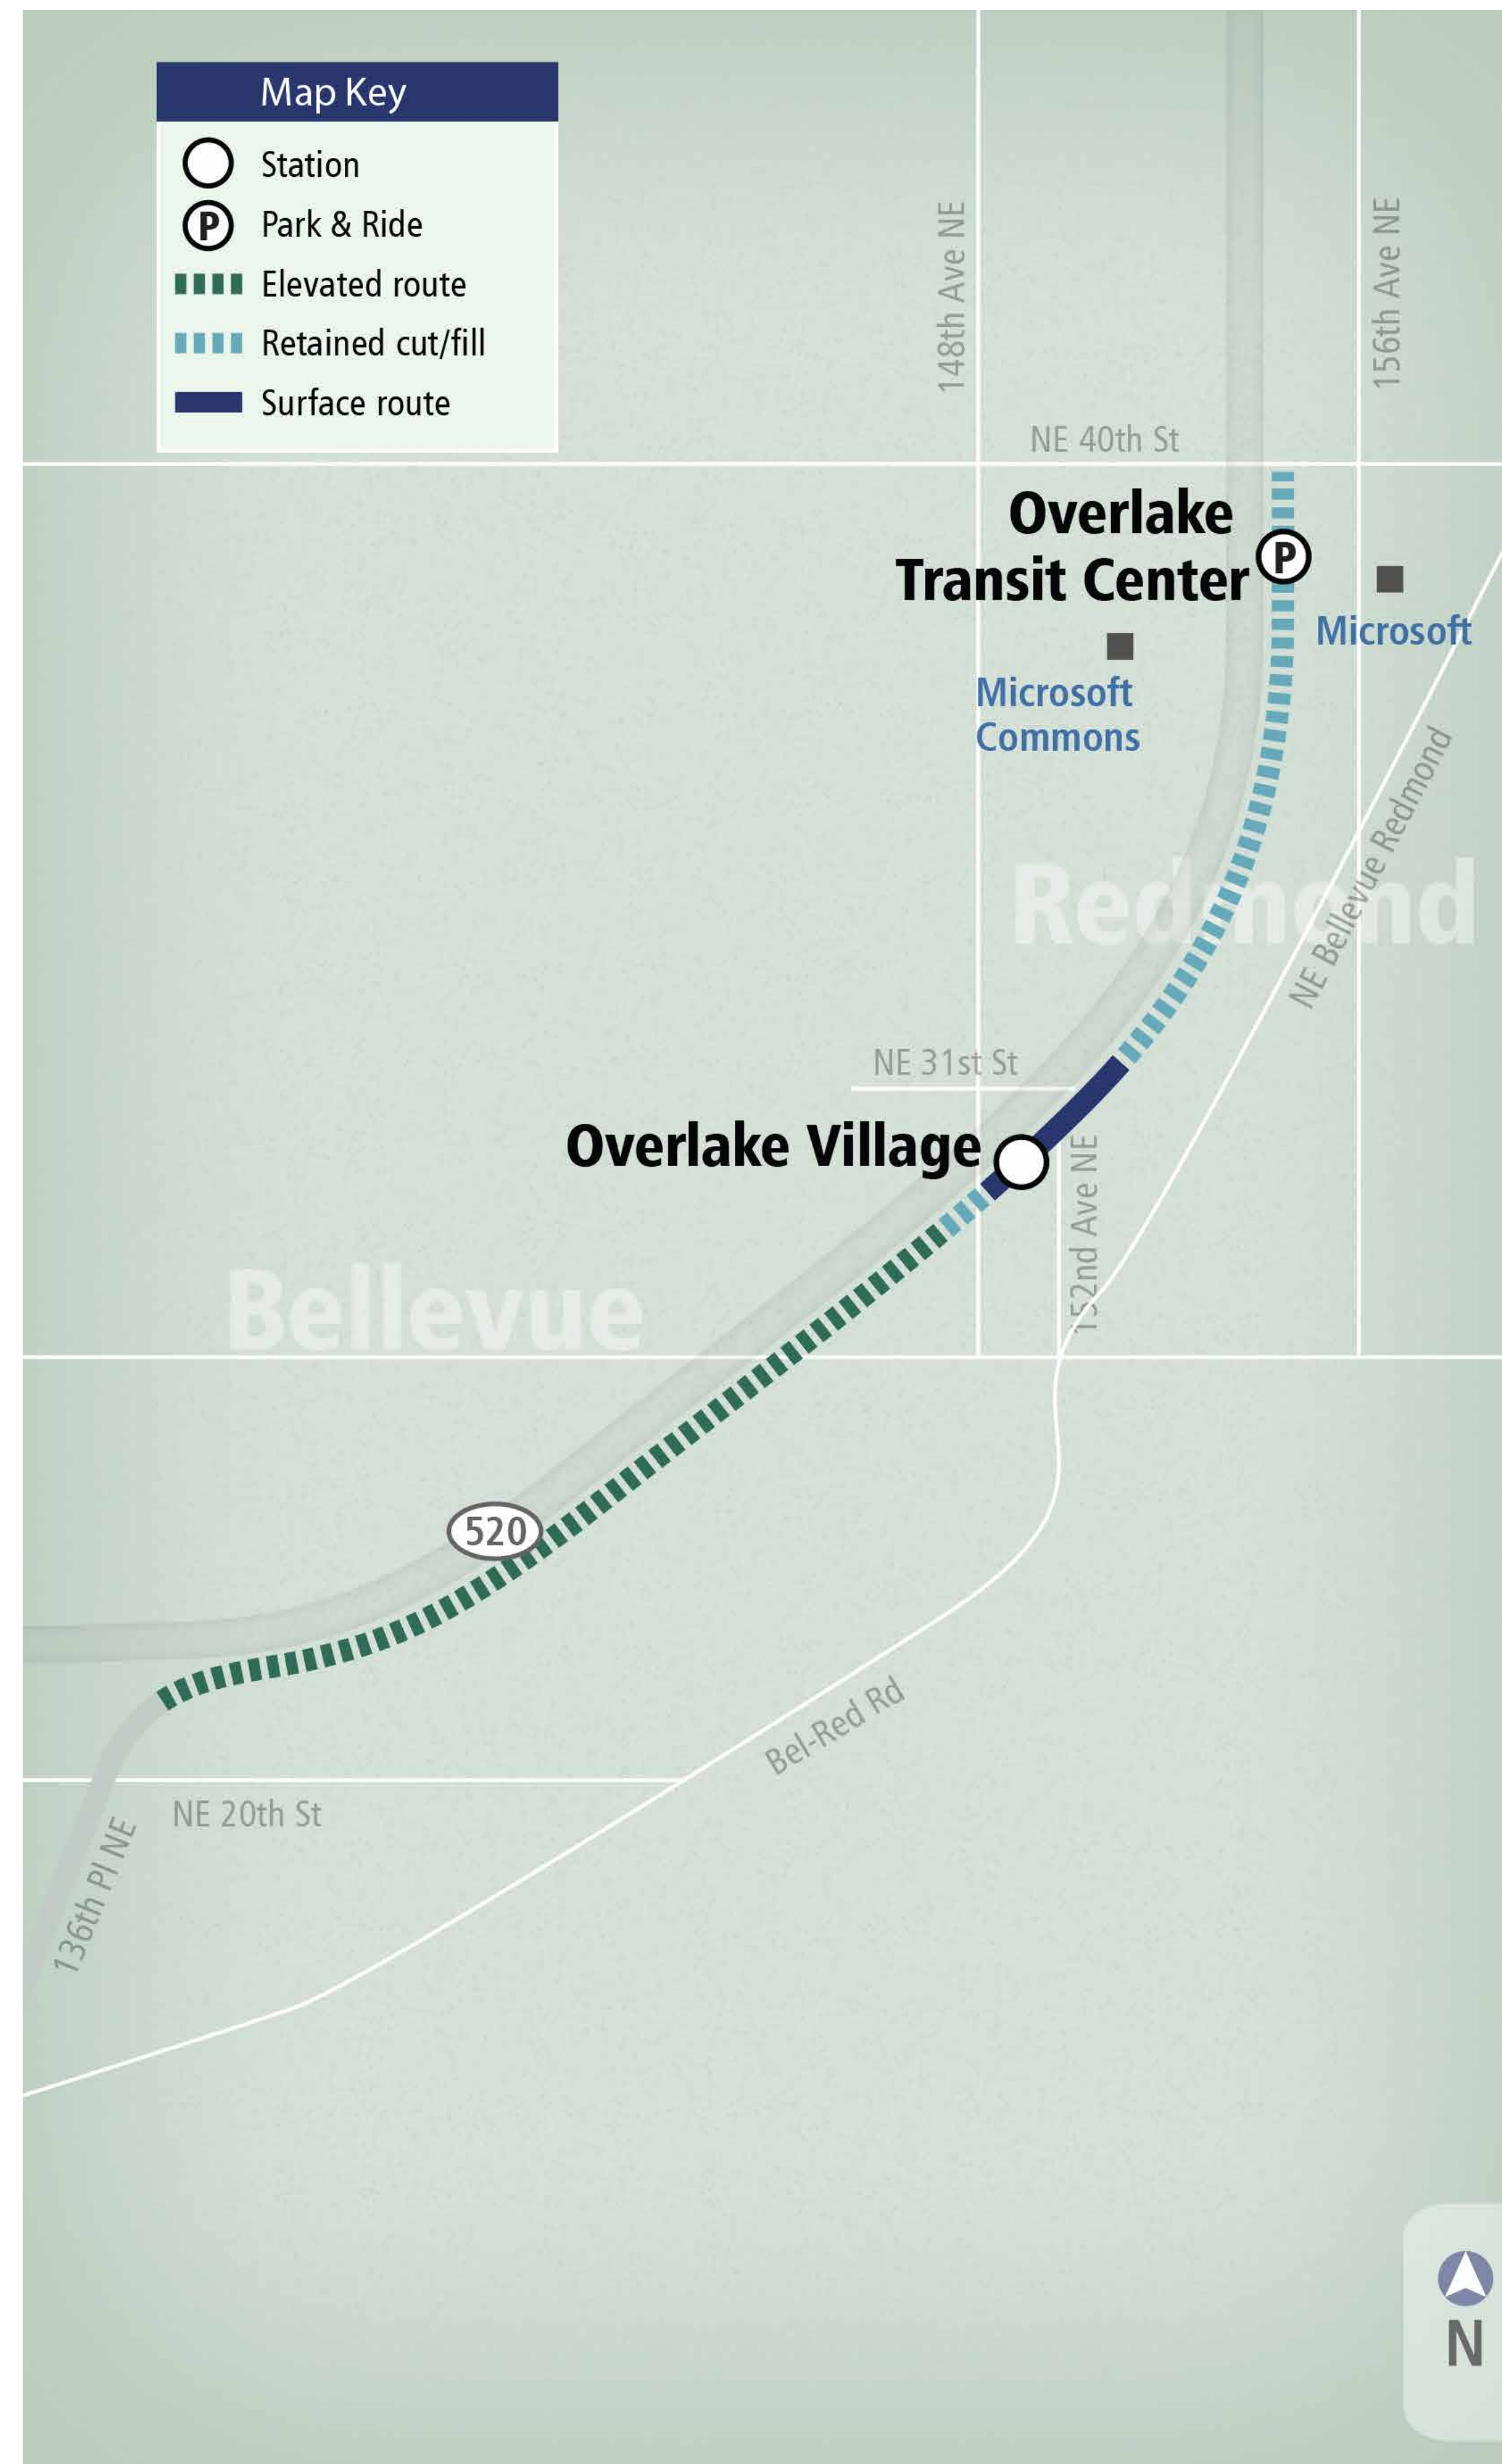 Map Key
Station
P
Park & Ride
Elevated route
Retained cut/fill
Surface route
148th Ave NE
156th Ave NE
NE 40th St
Overlake
Transit Center
P
Microsoft
Microsoft
Commons
NE Bellevue Redmond
Redmond
NE 31st St
Overlake Village
152nd Ave NE
Bellevue
520
Bel-Red Rd
NE 20th St
136th Pl NE
N